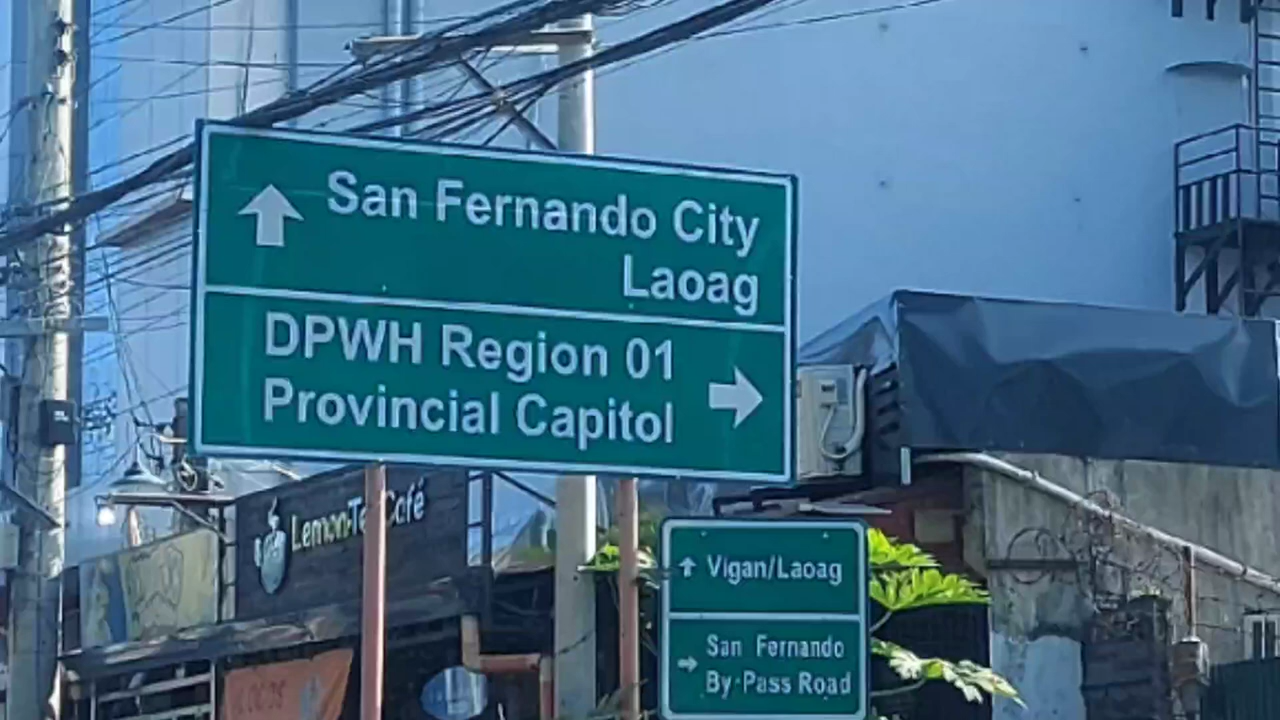 San Fernando City
Laoag
DPWH Region 01
Provincial Capitol
Lemon-Tea Café
Vigan/Laoag
San Fernando
By-Pass Road